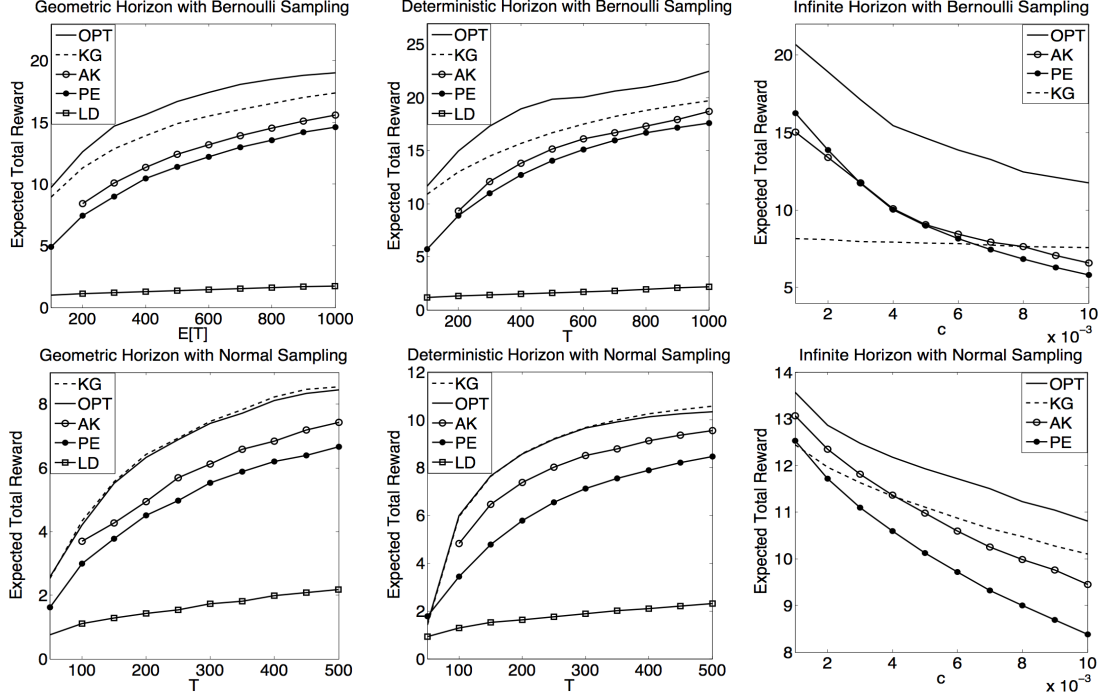 Geometric Horizon with Bernoulli Sampling
Expected Total Reward
20
15
10
5
0
OPT
KG
AK
PE
LD
200 400 600 800 1000
E[T]
Deterministic Horizon with Bernoulli Sampling
Expected Total Reward
25
20
15
10
5
0
OPT
KG
AK
PE
LD
200 400 600 800 1000
T
Infinite Horizon with Bernoulli Sampling
Expected Total Reward
20
15
10
5
OPT
AK
PE
KG
2 4 6 8 10
c
x 10⁻³
Geometric Horizon with Normal Sampling
Expected Total Reward
8
6
4
2
0
KG
OPT
AK
PE
LD
100 200 300 400 500
T
Deterministic Horizon with Normal Sampling
Expected Total Reward
12
10
8
6
4
2
0
KG
OPT
AK
PE
LD
100 200 300 400 500
T
Infinite Horizon with Normal Sampling
Expected Total Reward
14
13
12
11
10
9
8
OPT
KG
AK
PE
2 4 6 8 10
c
x 10⁻³